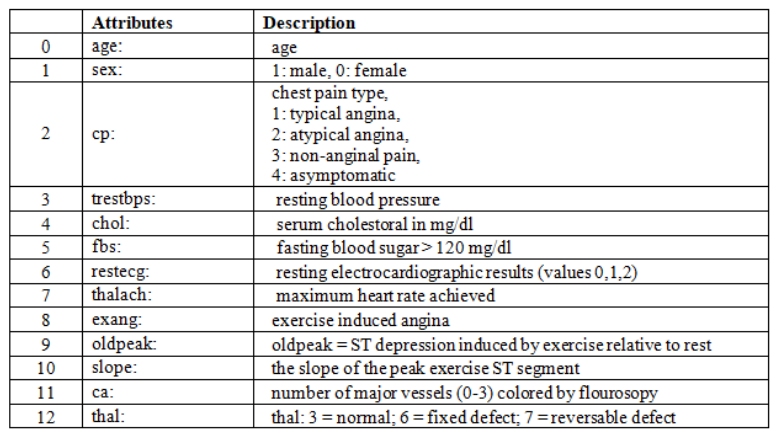 Attributes Description
0 age: age
1 sex: 1: male, 0: female
2 cp: chest pain type,
1: typical angina,
2: atypical angina,
3: non-anginal pain,
4: asymptomatic
3 trestbps: resting blood pressure
4 chol: serum cholestoral in mg/dl
5 fbs: fasting blood sugar > 120 mg/dl
6 restecg: resting electrocardiographic results (values 0,1,2)
7 thalach: maximum heart rate achieved
8 exang: exercise induced angina
9 oldpeak: oldpeak = ST depression induced by exercise relative to rest
10 slope: the slope of the peak exercise ST segment
11 ca: number of major vessels (0-3) colored by flourosopy
12 thal: thal: 3 = normal; 6 = fixed defect; 7 = reversable defect